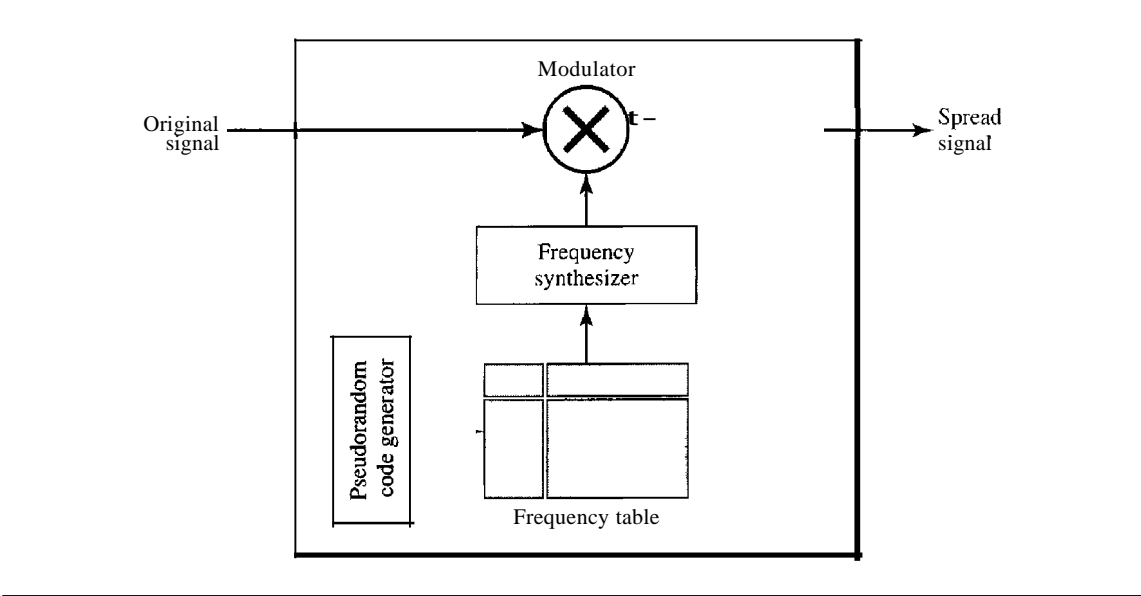 Modulator
Original
signal
t-
Spread
signal
Frequency
synthesizer
Pseudorandom
code generator
Frequency table